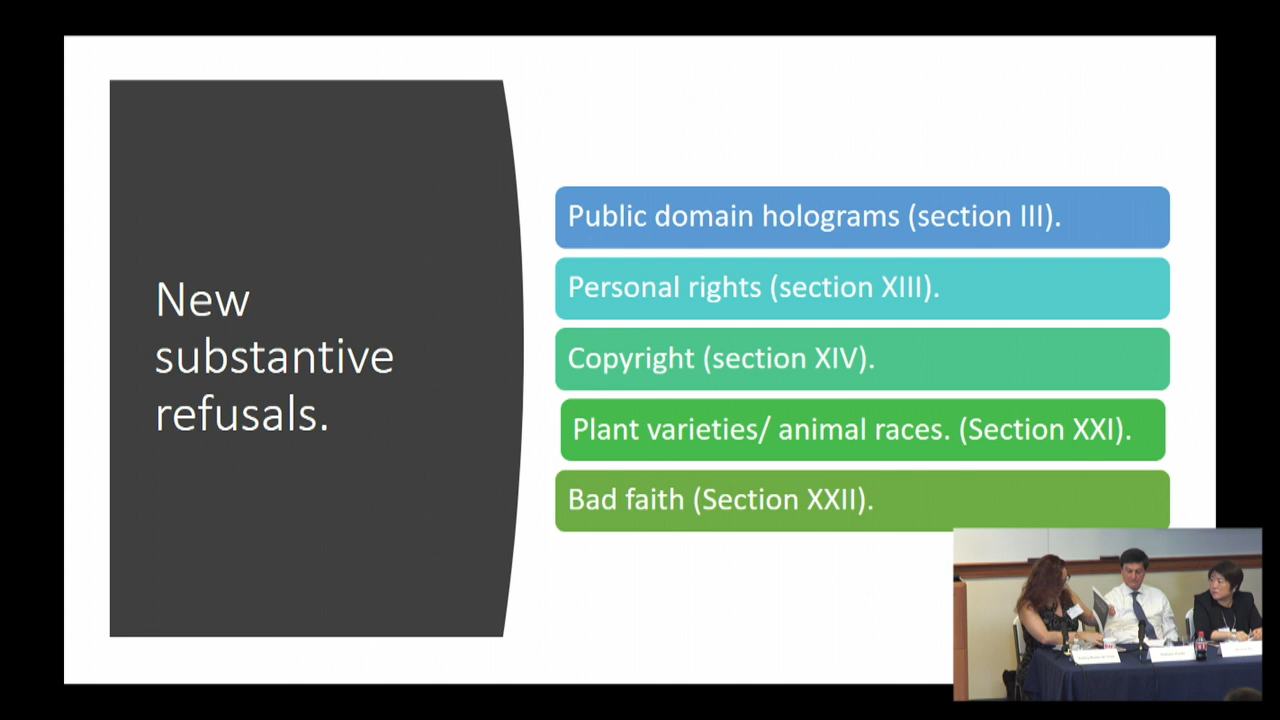 New
substantive
refusals.
Public domain holograms (section III).
Personal rights (section XIII).
Copyright (section XIV).
Plant varieties/ animal races. (Section XXI).
Bad faith (Section XXII).